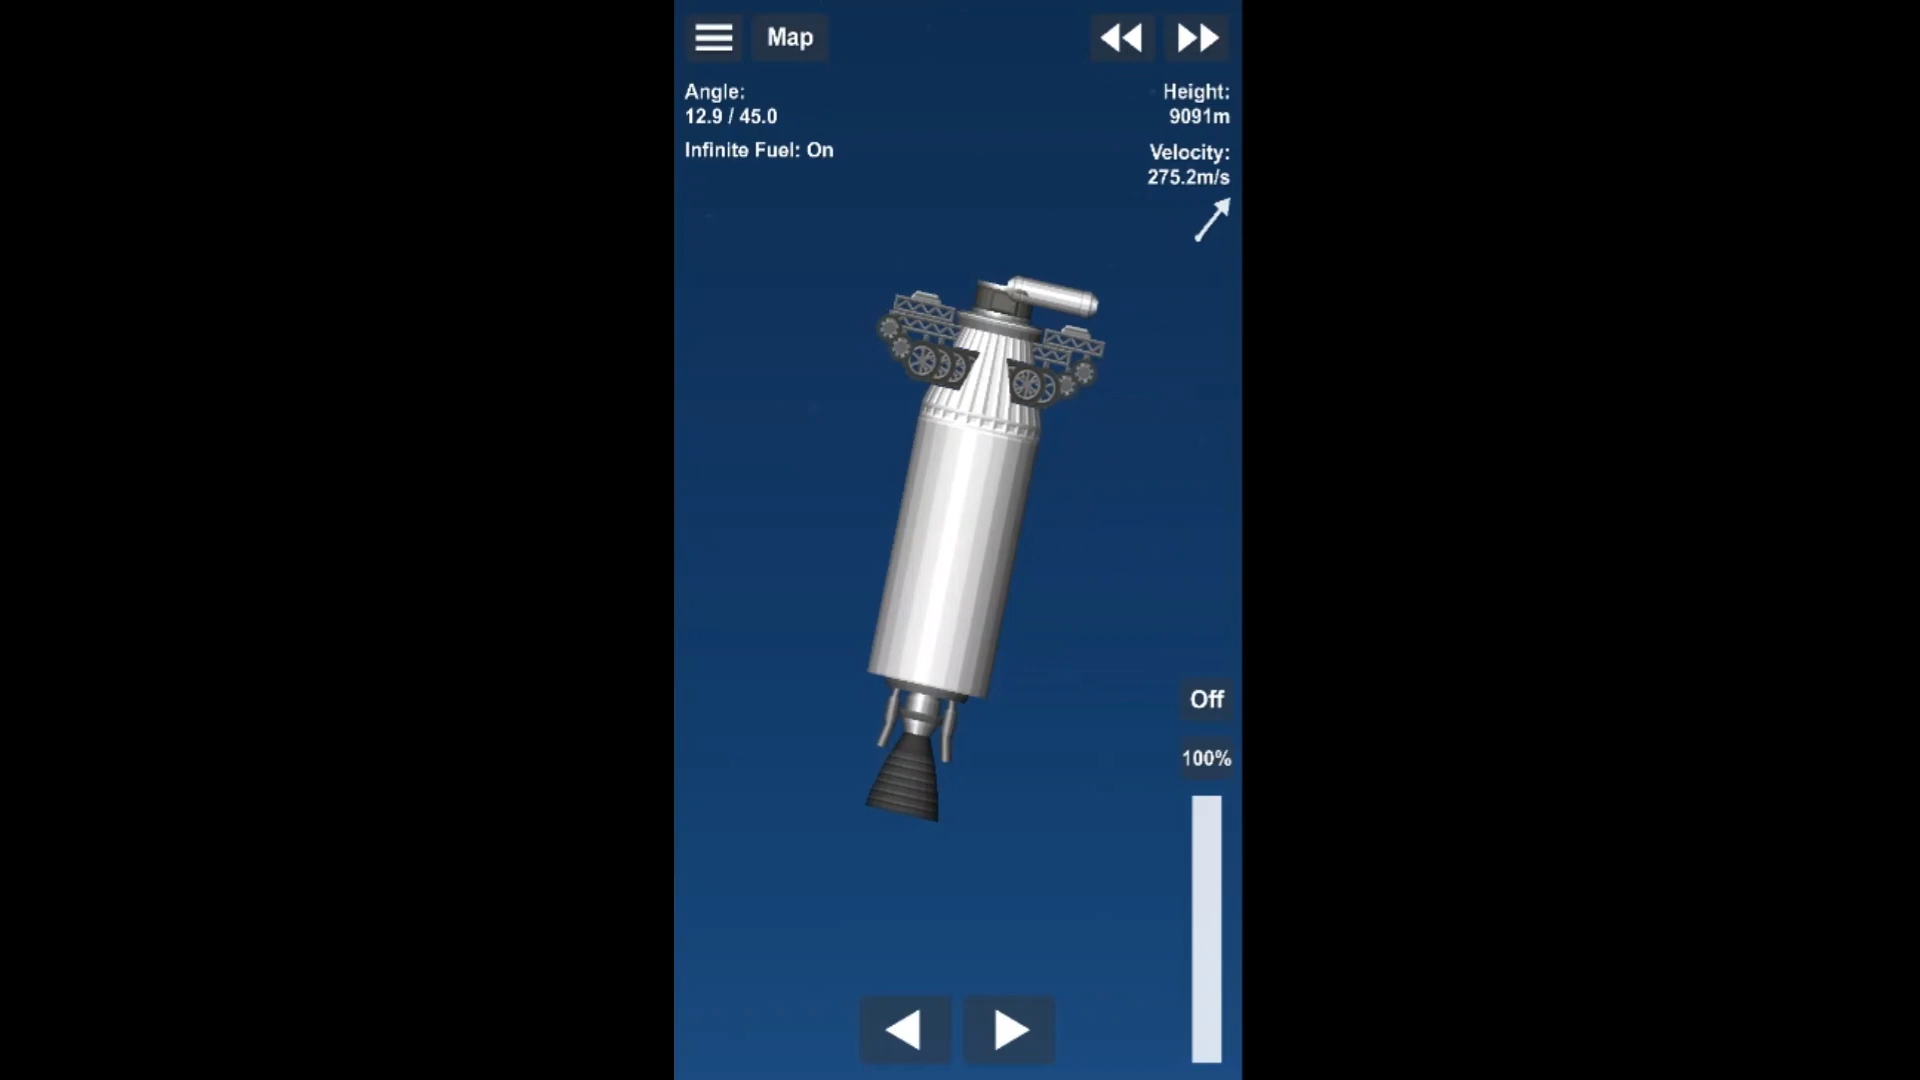 Map
Angle:
12.9 / 45.0
Infinite Fuel: On
Height:
9091m
Velocity:
275.2m/s
Off
100%